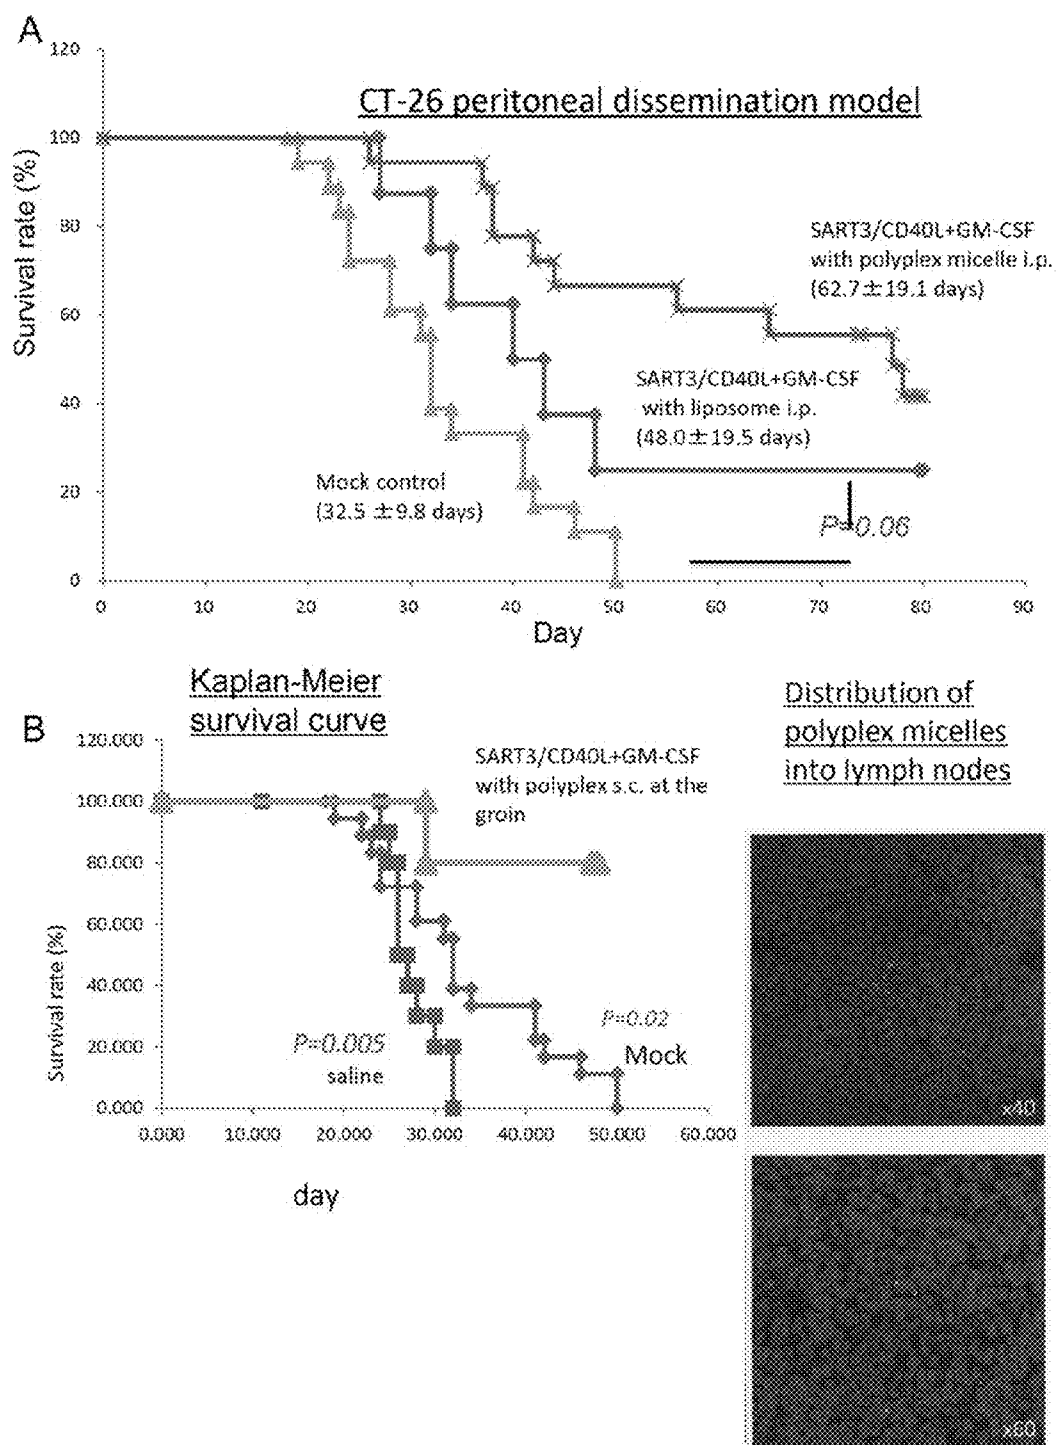 A
120
100
80
60
40
20
0
Survival rate (%)
CT-26 peritoneal dissemination model
SART3/CD40L+GM-CSF
with polyplex micelle i.p.
(62.7±19.1 days)
SART3/CD40L+GM-CSF
with liposome i.p.
(48.0±19.5 days)
Mock control
(32.5 ±9.8 days)
P=0.06
0 10 20 30 40 50 60 70 80 90
Day
Kaplan-Meier
survival curve
B
120.000
100.000
80.000
60.000
40.000
20.000
0.000
Survival rate (%)
SART3/CD40L+GM-CSF
with polyplex s.c. at the
groin
P=0.005
saline
P=0.02
Mock
0.000 10.000 20.000 30.000 40.000 50.000 60.000
day
Distribution of
polyplex micelles
into lymph nodes
x40
x60